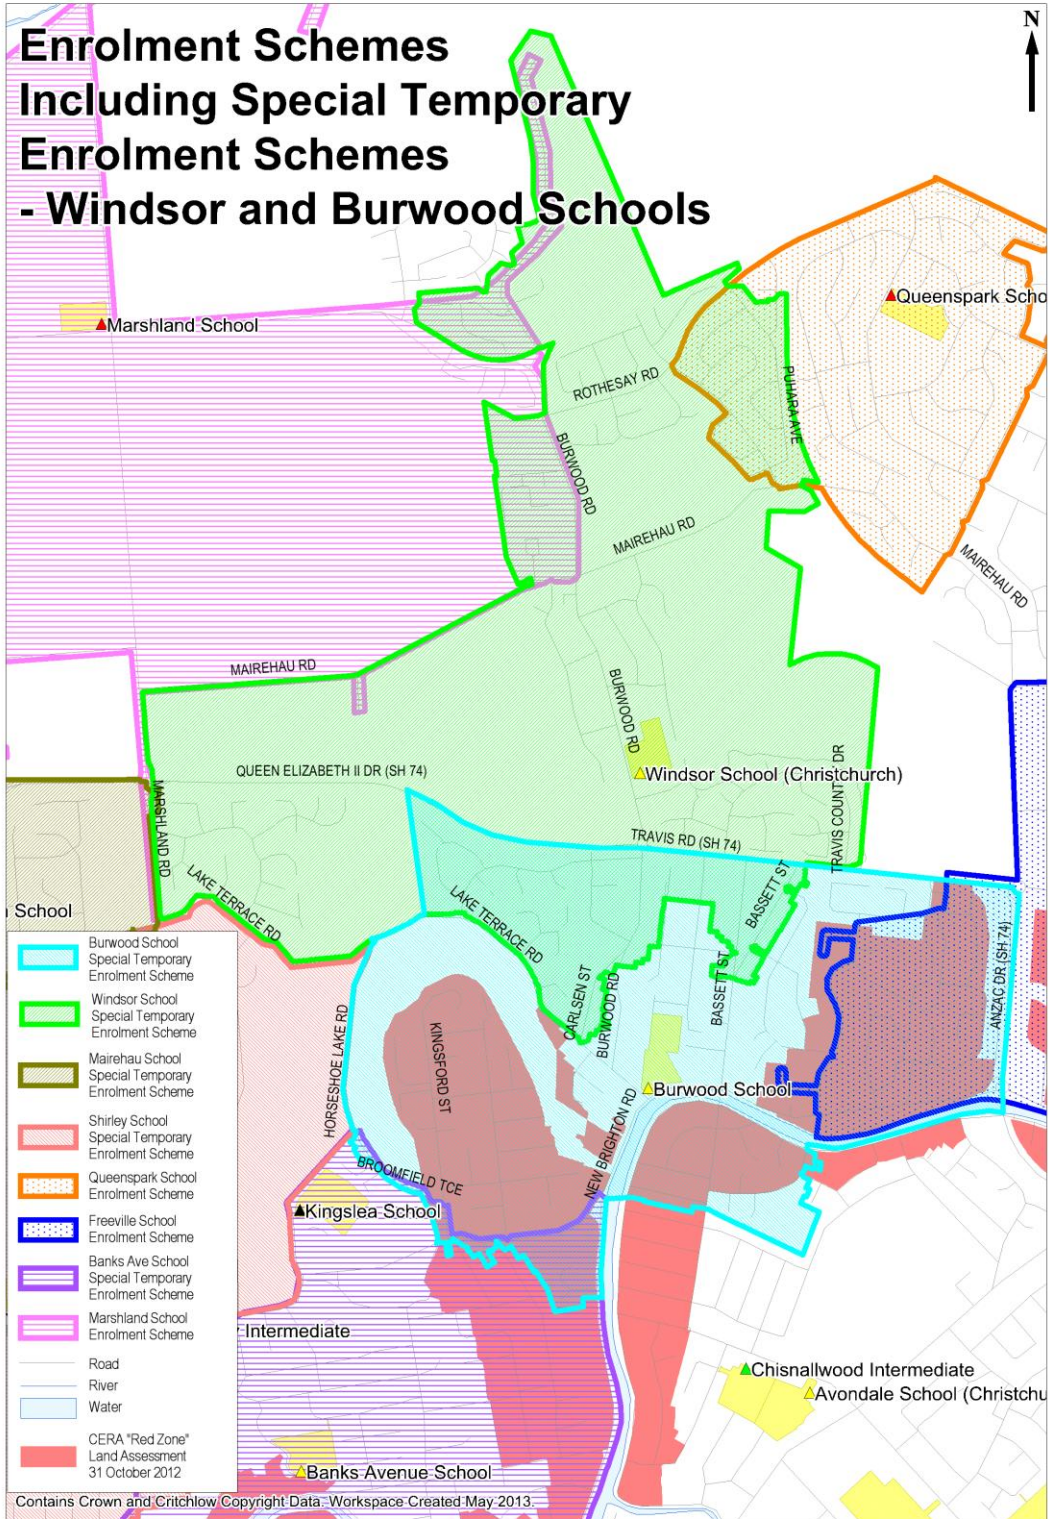 Enrolment Schemes
Including Special Temporary
Enrolment Schemes
- Windsor and Burwood Schools
N
Queenspark Scho
Marshland School
ROTHESAY RD
PUHARA AVE
BURWOOD RD
MAIREHAU RD
MAIREHAU RD
MAIREHAU RD
BURWOOD RD
QUEEN ELIZABETH II DR (SH 74)
Windsor School (Christchurch)
MARSHLAND RD
TRAVIS RD (SH 74)
TRAVIS COUNTY DR
LAKE TERRACE RD
LAKE TERRACE RD
BASSETT ST
School
BASSETT ST
CARLSEN ST
BURWOOD RD
ANZAC DR (SH 74)
HORSESHOE LAKE RD
KINGSFORD ST
Burwood School
NEW BRIGHTON RD
BROOMFIELD TCE
Kingslea School
Intermediate
Chisnallwood Intermediate
Avondale School (Christchu
Banks Avenue School
Burwood School
Special Temporary
Enrolment Scheme
Windsor School
Special Temporary
Enrolment Scheme
Mairehau School
Special Temporary
Enrolment Scheme
Shirley School
Special Temporary
Enrolment Scheme
Queenspark School
Enrolment Scheme
Freeville School
Enrolment Scheme
Banks Ave School
Special Temporary
Enrolment Scheme
Marshland School
Enrolment Scheme
Road
River
Water
CERA "Red Zone"
Land Assessment
31 October 2012
Contains Crown and Critchlow Copyright Data. Workspace Created May 2013.